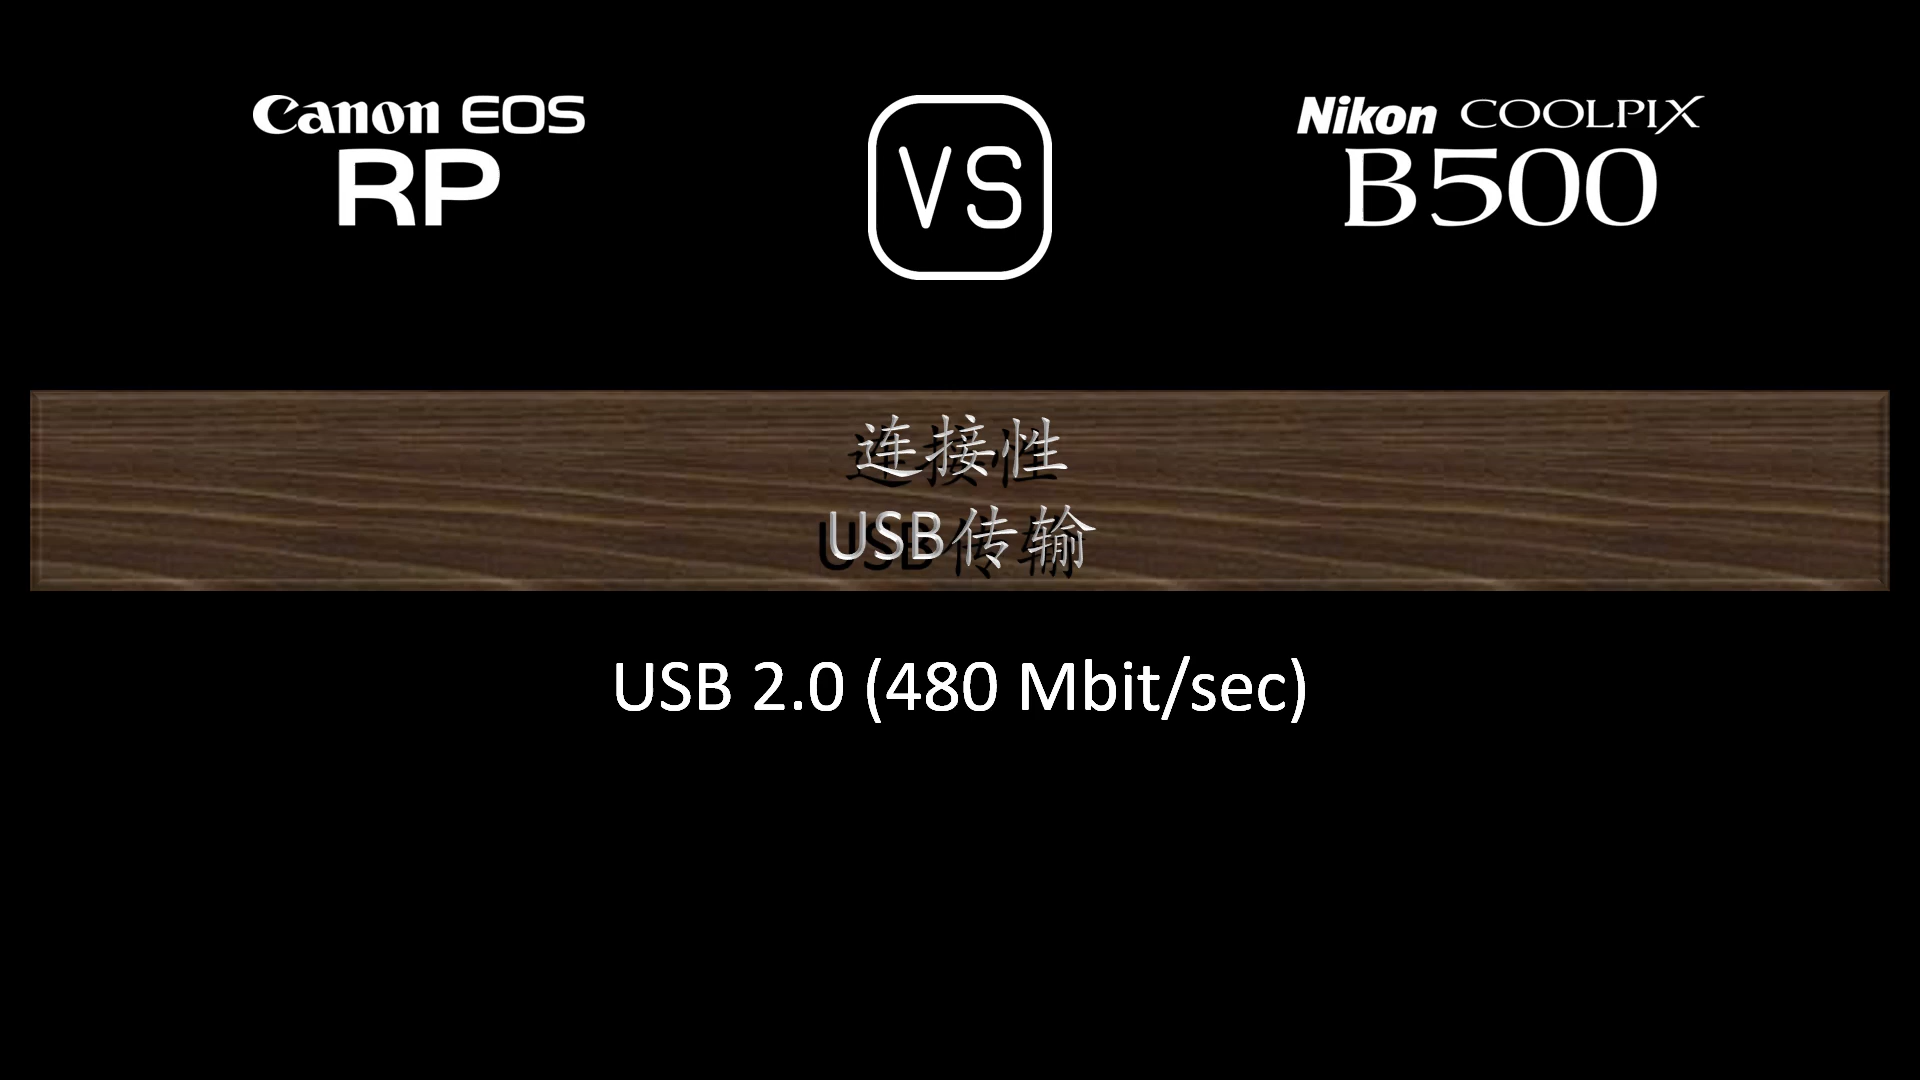 Canon EOS
RP
VS
Nikon COOLPIX
B500
连接性
USB传输
USB 2.0 (480 Mbit/sec)